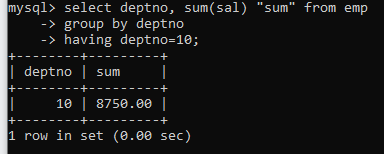 mysql> select deptno, sum(sal) "sum" from emp
    -> group by deptno
    -> having deptno=10;
+--------+---------+
| deptno | sum     |
+--------+---------+
|     10 | 8750.00 |
+--------+---------+
1 row in set (0.00 sec)